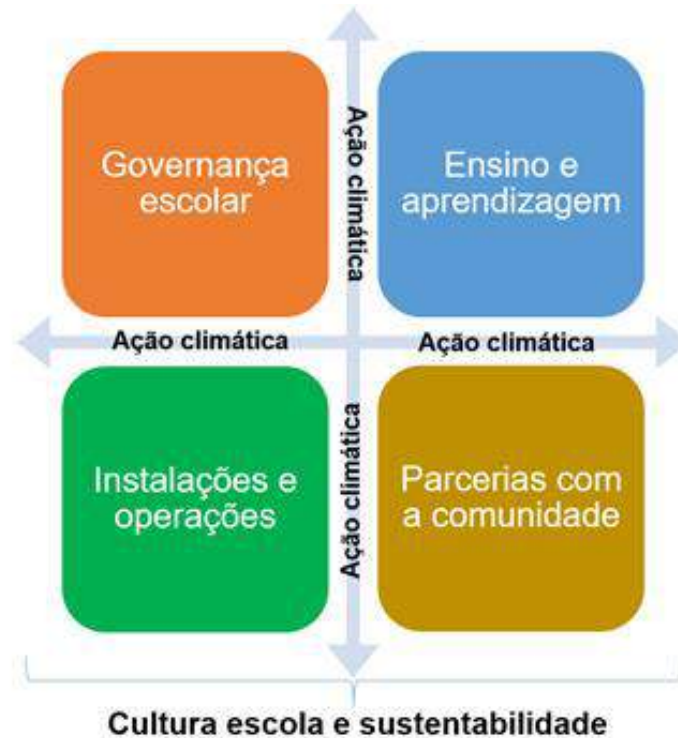 Governança
escolar
Ensino e
aprendizagem
Ação climática
Ação climática
Ação climática
Ação climática
Instalações e
operações
Parcerias com
a comunidade
Cultura escola e sustentabilidade